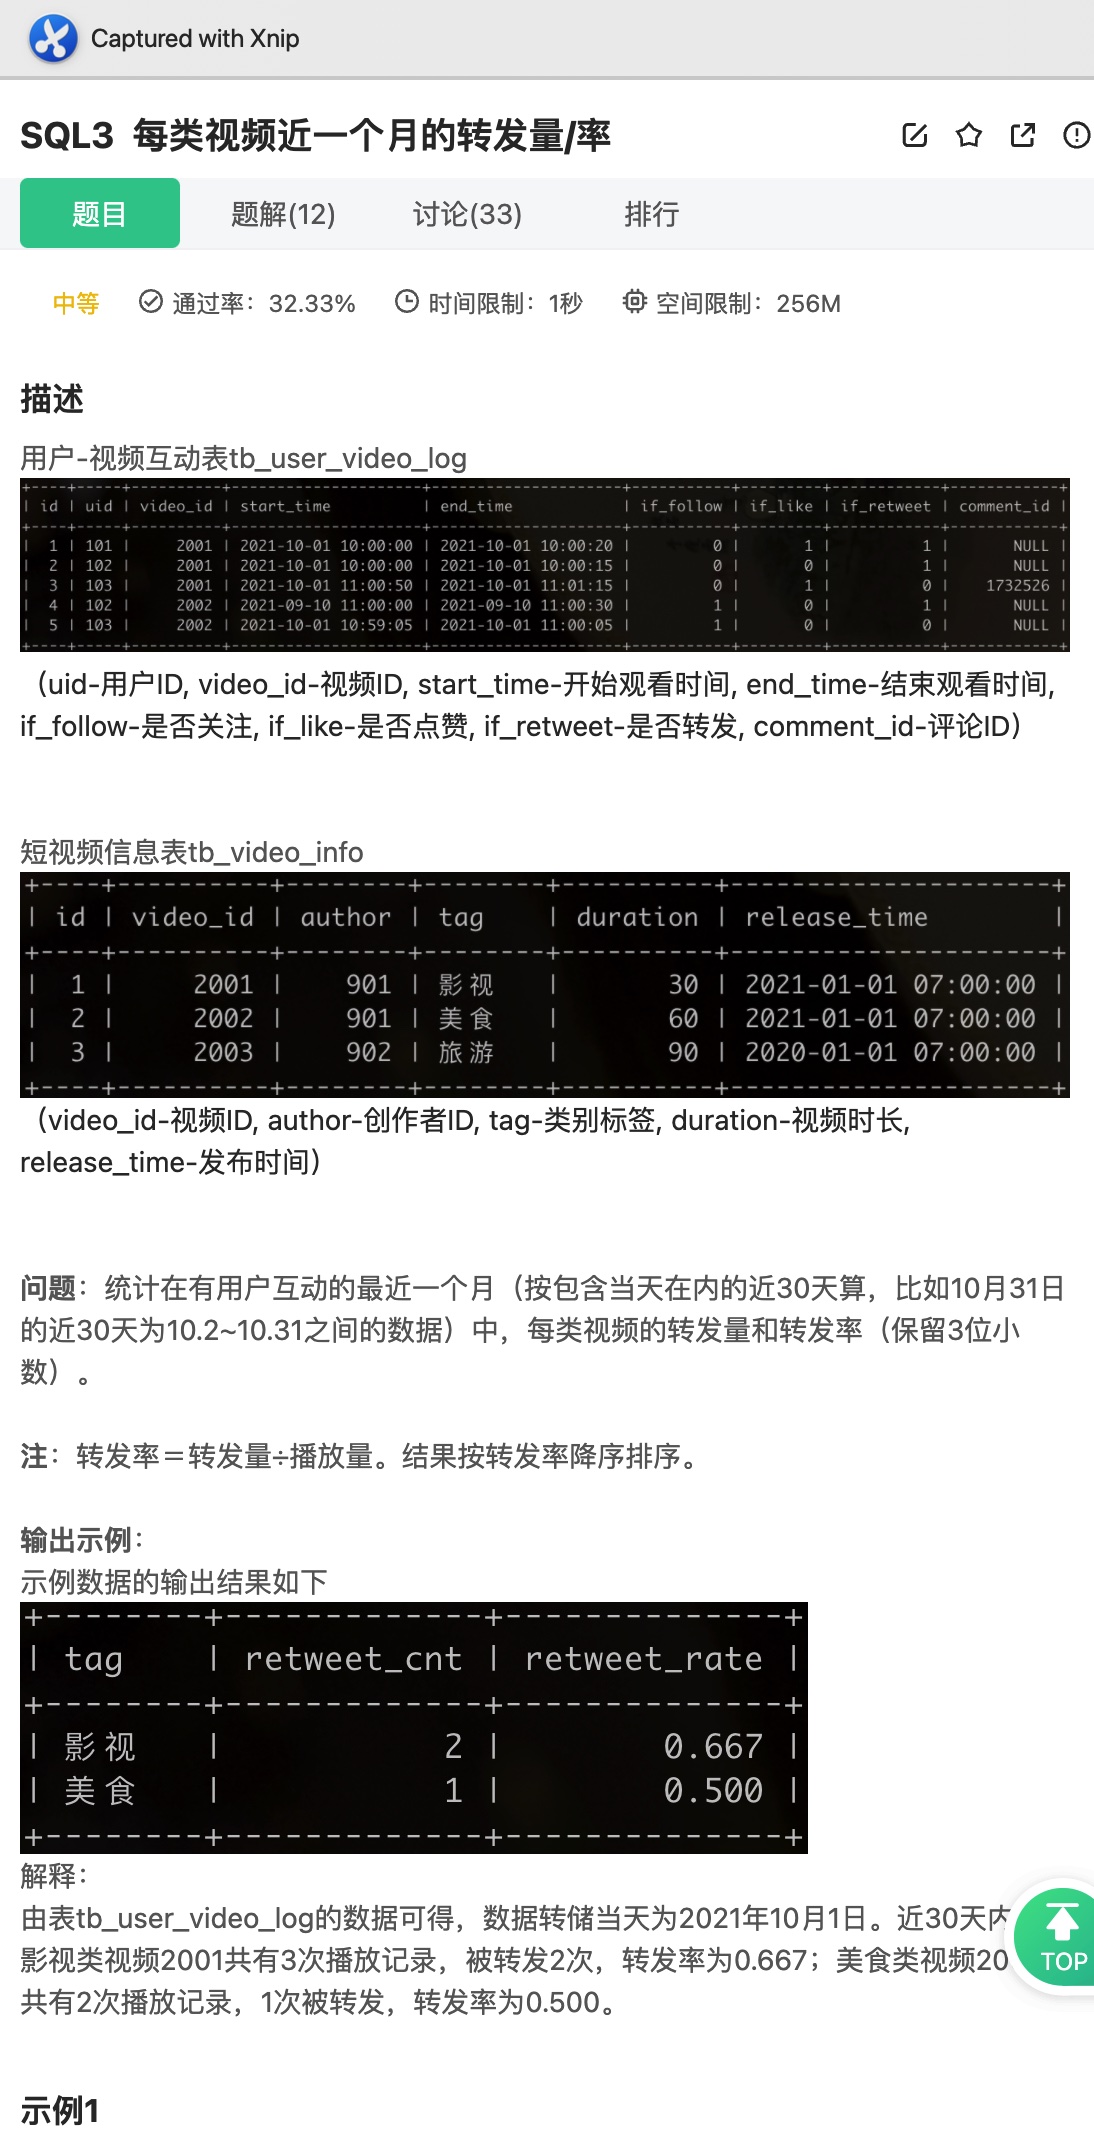 Captured with Xnip
SQL3 每类视频近一个月的转发量/率
题目 题解(12) 讨论(33) 排行
中等 通过率：32.33% 时间限制：1秒 空间限制：256M
描述
用户-视频互动表tb_user_video_log
| id | uid | video_id | start_time | end_time | if_follow | if_like | if_retweet | comment_id |
| 1 | 101 | 2001 | 2021-10-01 10:00:00 | 2021-10-01 10:00:20 | 0 | 1 | 1 | NULL |
| 2 | 102 | 2001 | 2021-10-01 10:00:00 | 2021-10-01 10:00:15 | 0 | 0 | 1 | NULL |
| 3 | 103 | 2001 | 2021-10-01 11:00:50 | 2021-10-01 11:01:15 | 0 | 1 | 0 | 1732526 |
| 4 | 102 | 2002 | 2021-09-10 11:00:00 | 2021-09-10 11:00:30 | 1 | 0 | 1 | NULL |
| 5 | 103 | 2002 | 2021-10-01 10:59:05 | 2021-10-01 11:00:05 | 1 | 0 | 0 | NULL |
（uid-用户ID, video_id-视频ID, start_time-开始观看时间, end_time-结束观看时间,
if_follow-是否关注, if_like-是否点赞, if_retweet-是否转发, comment_id-评论ID）
短视频信息表tb_video_info
| id | video_id | author | tag | duration | release_time |
| 1 | 2001 | 901 | 影视 | 30 | 2021-01-01 07:00:00 |
| 2 | 2002 | 901 | 美食 | 60 | 2021-01-01 07:00:00 |
| 3 | 2003 | 902 | 旅游 | 90 | 2020-01-01 07:00:00 |
（video_id-视频ID, author-创作者ID, tag-类别标签, duration-视频时长,
release_time-发布时间）
问题：统计在有用户互动的最近一个月（按包含当天在内的近30天算，比如10月31日
的近30天为10.2~10.31之间的数据）中，每类视频的转发量和转发率（保留3位小
数）。
注：转发率＝转发量÷播放量。结果按转发率降序排序。
输出示例：
示例数据的输出结果如下
| tag | retweet_cnt | retweet_rate |
| 影视 | 2 | 0.667 |
| 美食 | 1 | 0.500 |
解释：
由表tb_user_video_log的数据可得，数据转储当天为2021年10月1日。近30天内
影视类视频2001共有3次播放记录，被转发2次，转发率为0.667；美食类视频20
共有2次播放记录，1次被转发，转发率为0.500。
TOP
示例1